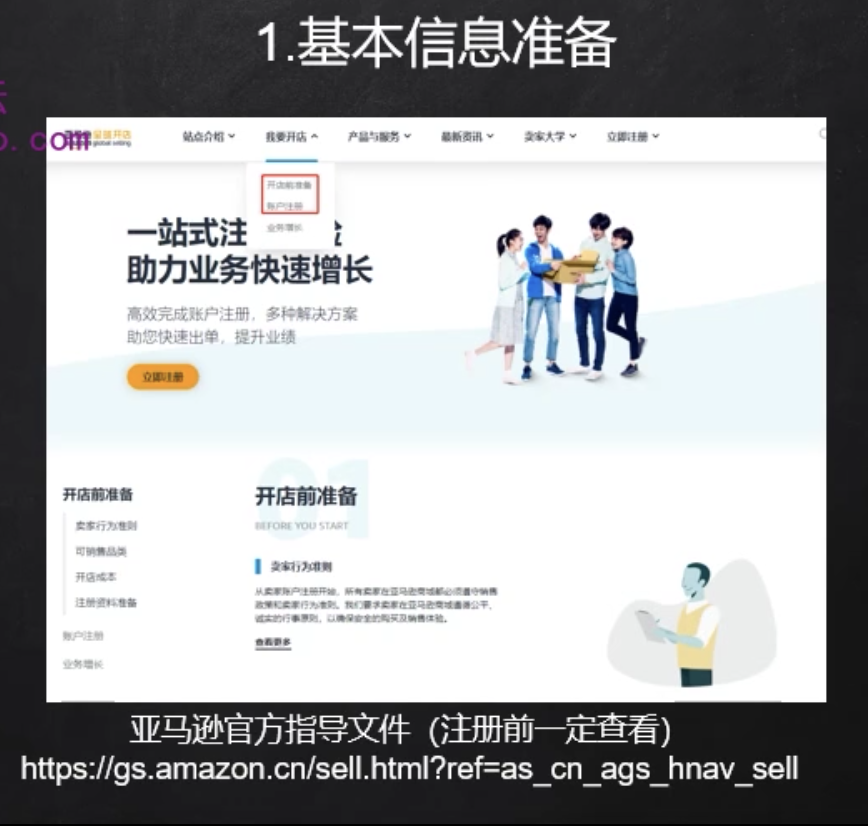 1.基本信息准备
站点介绍 我要开店 产品与服务 最新资讯 卖家大学 立即注册
开店前准备
账户注册
业务增长
一站式注
助力业务快速增长
高效完成账户注册，多种解决方案
助您快速出单，提升业绩
立即注册
01
开店前准备
卖家行为准则
可销售品类
开店成本
注册资料准备
账户注册
业务增长
开店前准备
BEFORE YOU START
卖家行为准则
从卖家账户注册开始，所有卖家在亚马逊商城都必须遵守销售
政策和卖家行为准则。我们要求卖家在亚马逊商城遵循公平、
诚实的行事原则，以确保安全的购买及销售体验。
查看更多
亚马逊官方指导文件（注册前一定查看）
https://gs.amazon.cn/sell.html?ref=as_cn_ags_hnav_sell